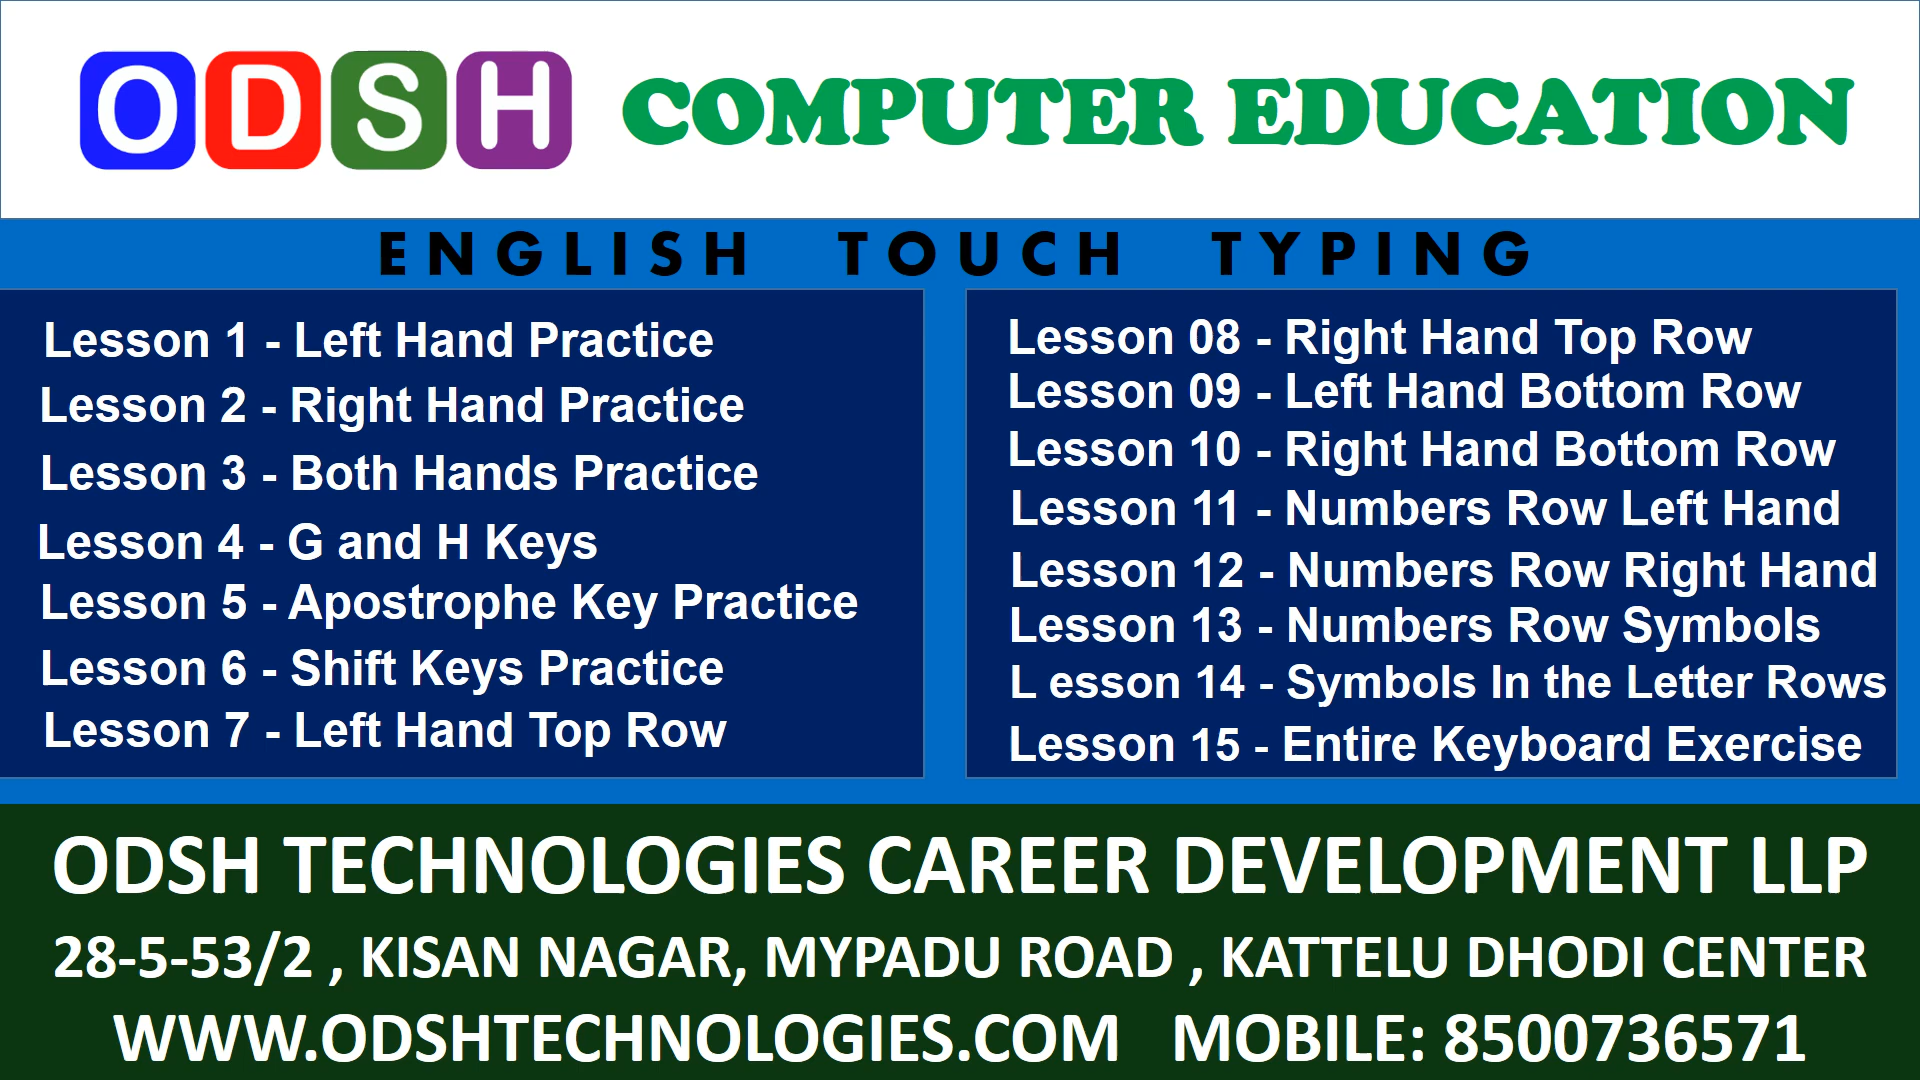 ODSH COMPUTER EDUCATION
ENGLISH TOUCH TYPING
Lesson 1 - Left Hand Practice
Lesson 2 - Right Hand Practice
Lesson 3 - Both Hands Practice
Lesson 4 - G and H Keys
Lesson 5 - Apostrophe Key Practice
Lesson 6 - Shift Keys Practice
Lesson 7 - Left Hand Top Row
Lesson 08 - Right Hand Top Row
Lesson 09 - Left Hand Bottom Row
Lesson 10 - Right Hand Bottom Row
Lesson 11 - Numbers Row Left Hand
Lesson 12 - Numbers Row Right Hand
Lesson 13 - Numbers Row Symbols
L esson 14 - Symbols In the Letter Rows
Lesson 15 - Entire Keyboard Exercise
ODSH TECHNOLOGIES CAREER DEVELOPMENT LLP
28-5-53/2 , KISAN NAGAR, MYPADU ROAD , KATTELU DHODI CENTER
WWW.ODSHTECHNOLOGIES.COM MOBILE: 8500736571